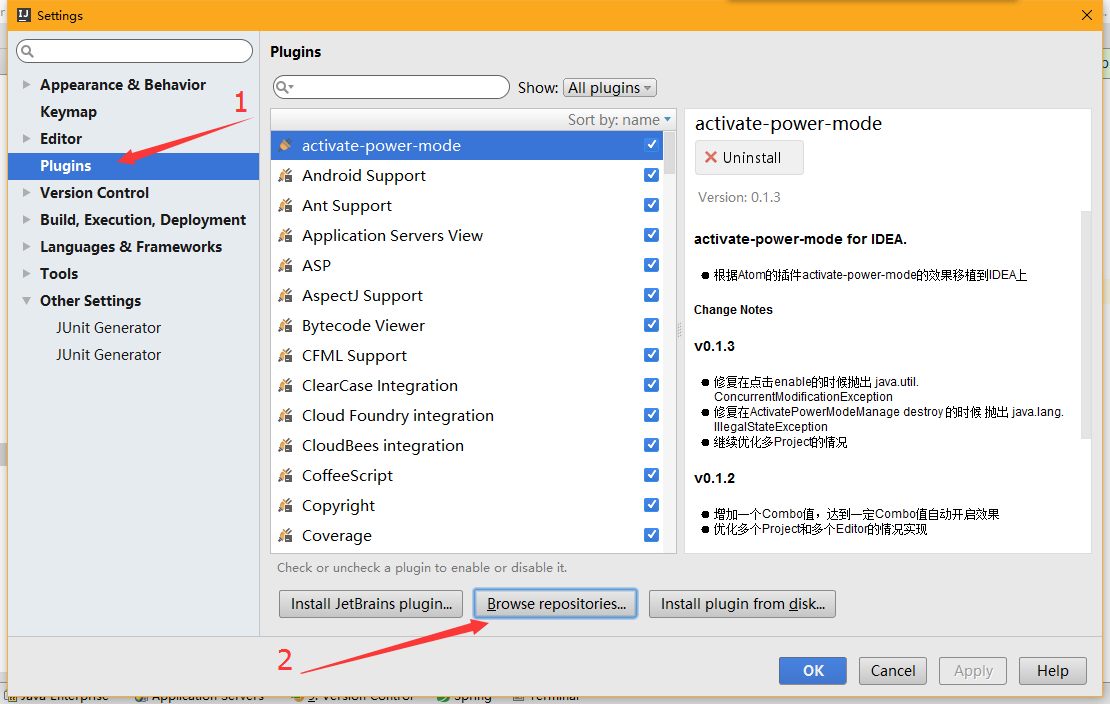 Settings
Plugins
Appearance & Behavior
Keymap
Editor
Plugins
Version Control
Build, Execution, Deployment
Languages & Frameworks
Tools
Other Settings
JUnit Generator
JUnit Generator
1
Show: All plugins
Sort by: name
activate-power-mode
Android Support
Ant Support
Application Servers View
ASP
AspectJ Support
Bytecode Viewer
CFML Support
ClearCase Integration
Cloud Foundry integration
CloudBees integration
CoffeeScript
Copyright
Coverage
Check or uncheck a plugin to enable or disable it.
Install JetBrains plugin... Browse repositories... Install plugin from disk...
2
activate-power-mode
Uninstall
Version: 0.1.3
activate-power-mode for IDEA.
● 根据Atom的插件activate-power-mode的效果移植到IDEA上
Change Notes
v0.1.3
● 修复在点击enable的时候抛出 java.util.
ConcurrentModificationException
● 修复在ActivatePowerModeManage destroy 的时候 抛出 java.lang.
IllegalStateException
● 继续优化多Project的情况
v0.1.2
● 增加一个Combo值，达到一定Combo值自动开启效果
● 优化多个Project和多个Editor的情况实现
OK Cancel Apply Help
Java Enterprise Application Servers 9: Version Control Spring Terminal